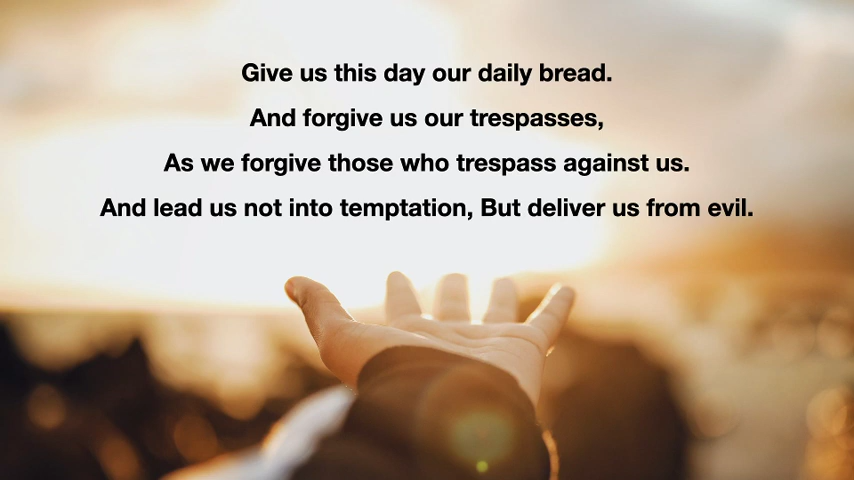 Give us this day our daily bread.
And forgive us our trespasses,
As we forgive those who trespass against us.
And lead us not into temptation, But deliver us from evil.